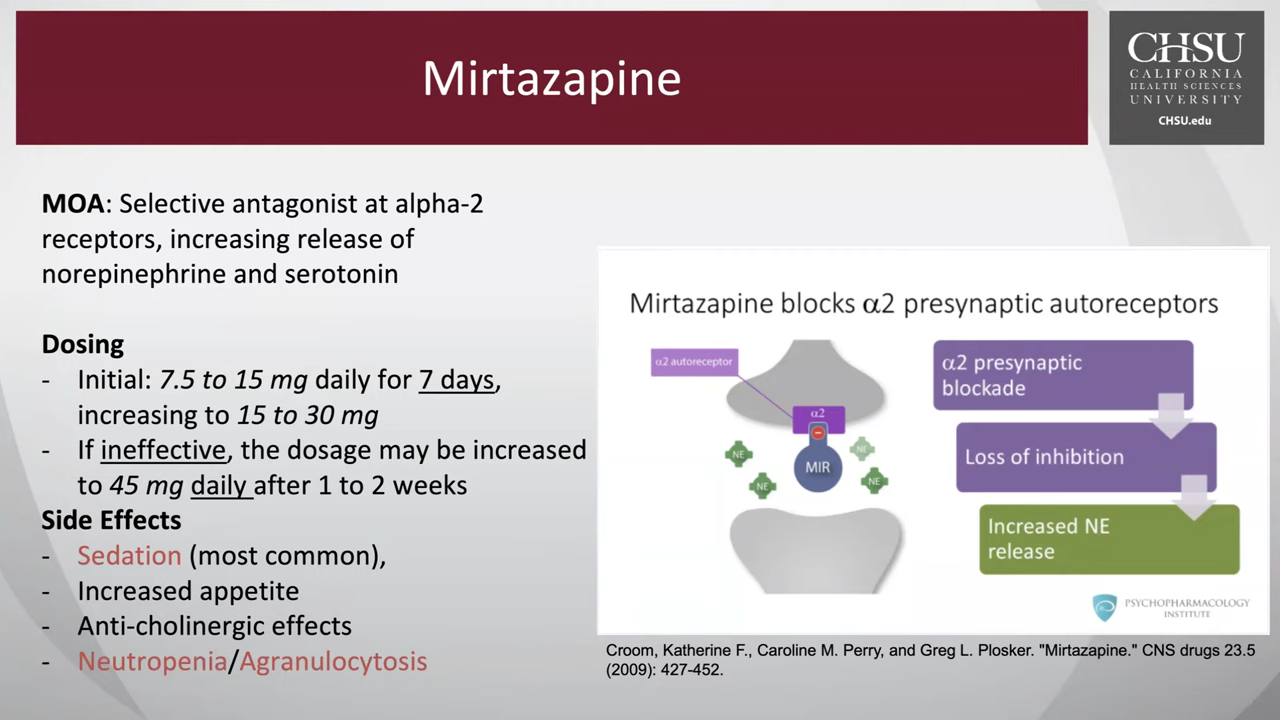 Mirtazapine
CHSU
CALIFORNIA
HEALTH SCIENCES
UNIVERSITY
CHSU.edu
MOA: Selective antagonist at alpha-2
receptors, increasing release of
norepinephrine and serotonin
Dosing
- Initial: 7.5 to 15 mg daily for 7 days,
increasing to 15 to 30 mg
- If ineffective, the dosage may be increased
to 45 mg daily after 1 to 2 weeks
Side Effects
- Sedation (most common),
- Increased appetite
- Anti-cholinergic effects
- Neutropenia/Agranulocytosis
Mirtazapine blocks α2 presynaptic autoreceptors
α2 autoreceptor
α2
MIR
NE
NE
NE
NE
α2 presynaptic
blockade
Loss of inhibition
Increased NE
release
PSYCHOPHARMACOLOGY
INSTITUTE
Croom, Katherine F., Caroline M. Perry, and Greg L. Plosker. "Mirtazapine." CNS drugs 23.5
(2009): 427-452.